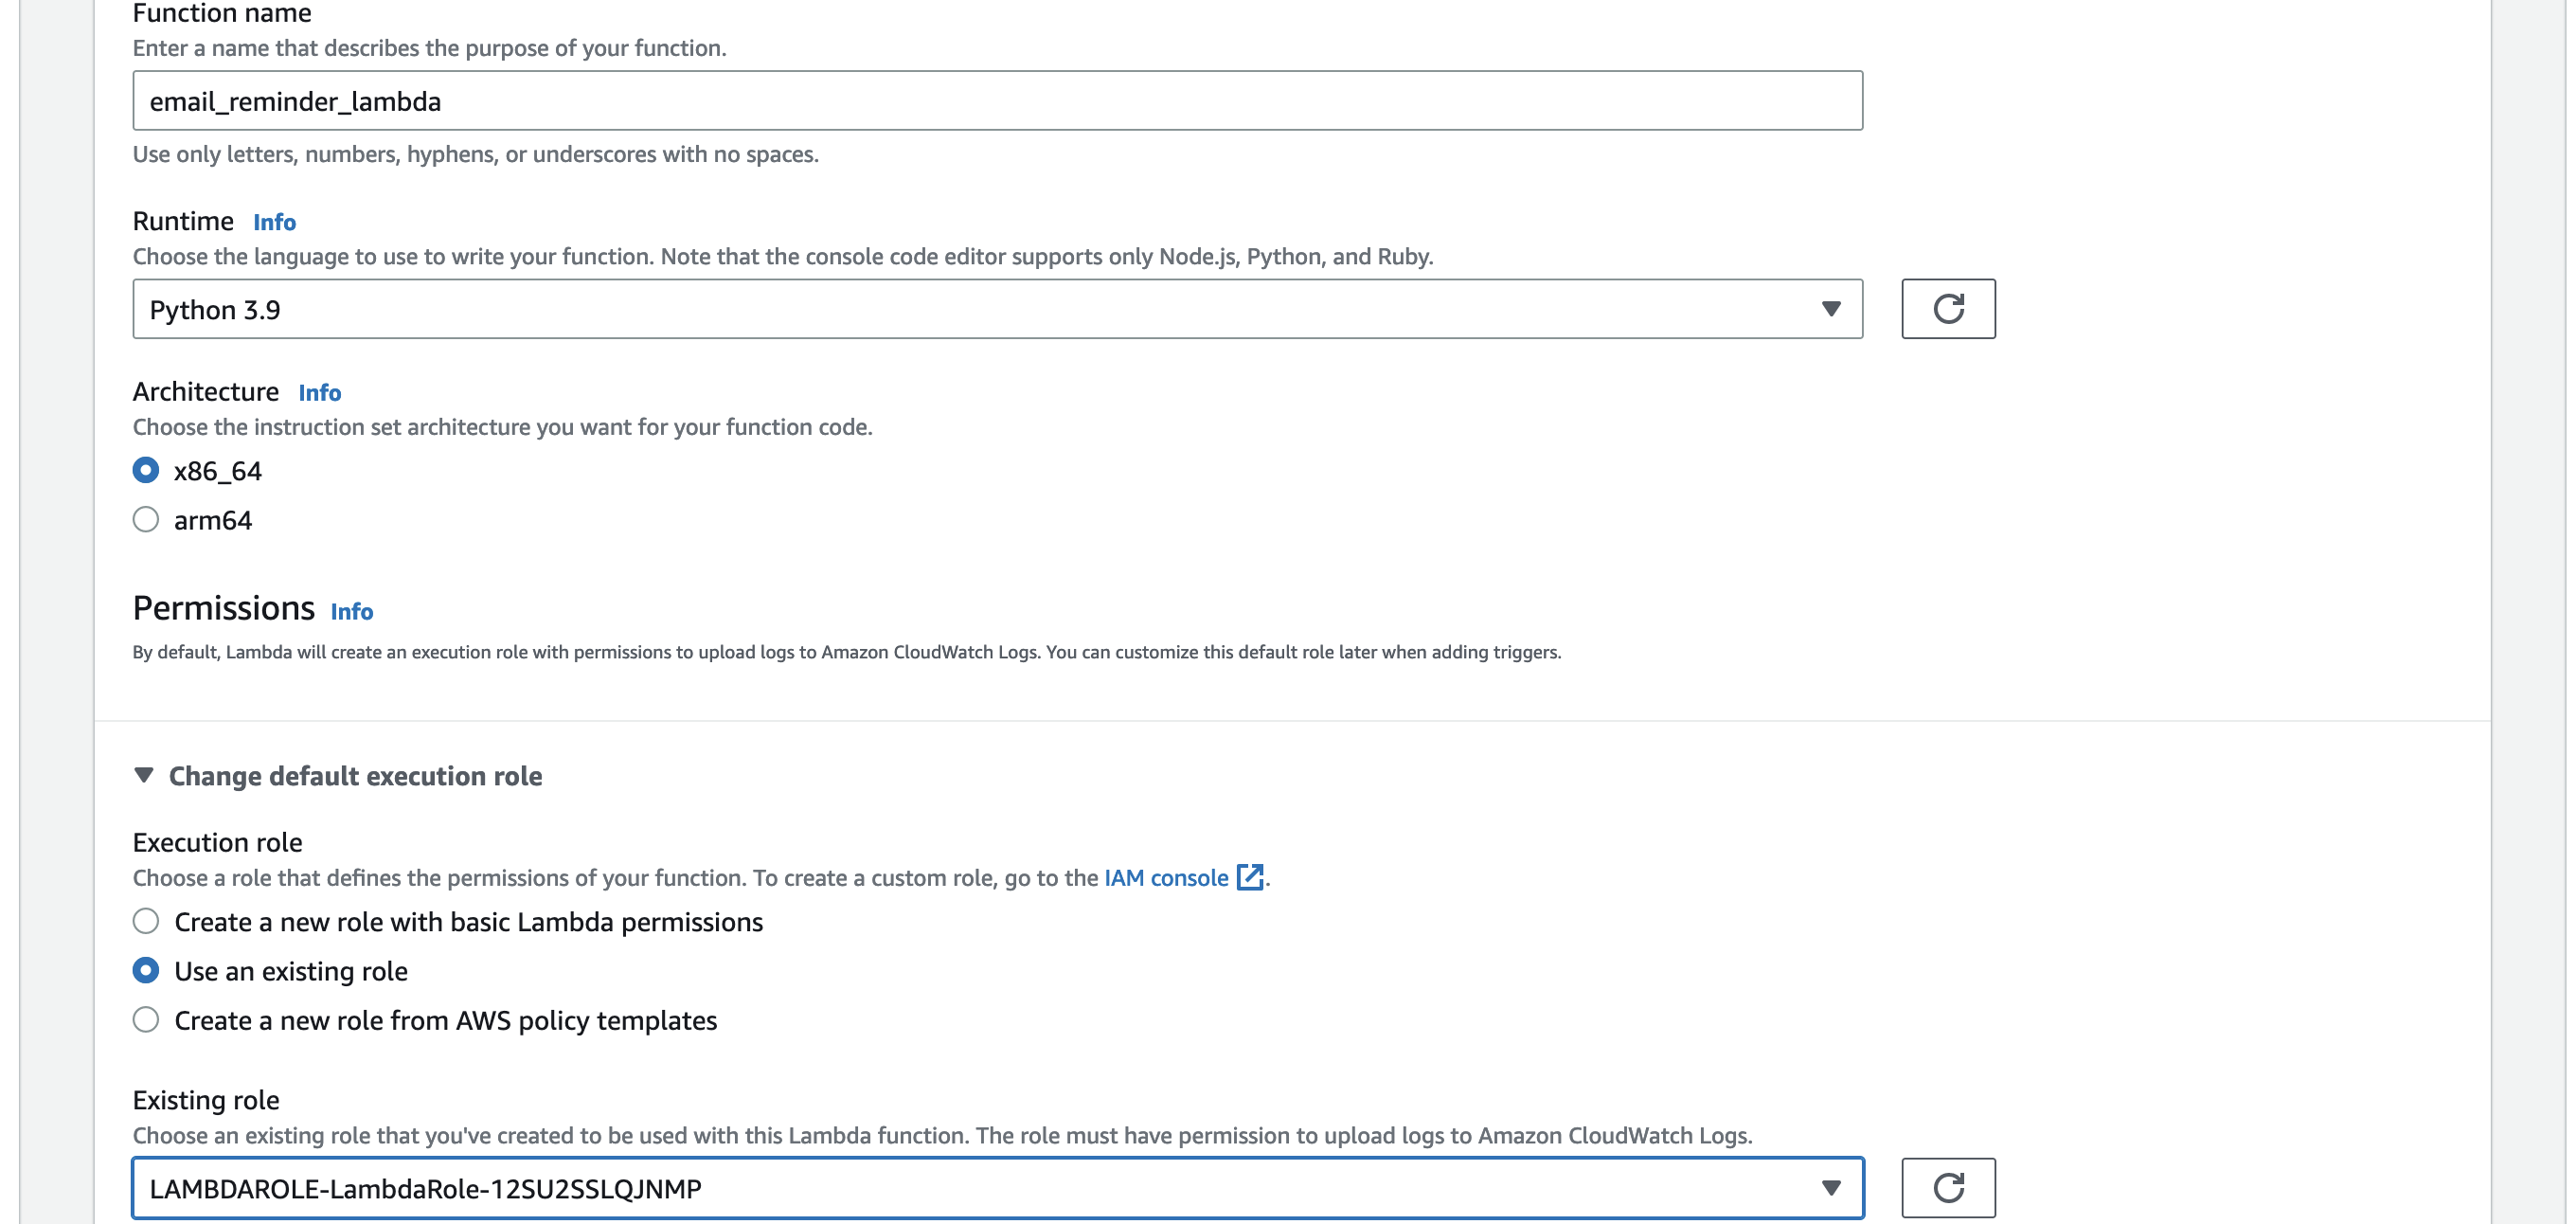 Function name
Enter a name that describes the purpose of your function.
email_reminder_lambda
Use only letters, numbers, hyphens, or underscores with no spaces.
Runtime Info
Choose the language to use to write your function. Note that the console code editor supports only Node.js, Python, and Ruby.
Python 3.9
Architecture Info
Choose the instruction set architecture you want for your function code.
x86_64
arm64
Permissions Info
By default, Lambda will create an execution role with permissions to upload logs to Amazon CloudWatch Logs. You can customize this default role later when adding triggers.
Change default execution role
Execution role
Choose a role that defines the permissions of your function. To create a custom role, go to the IAM console.
Create a new role with basic Lambda permissions
Use an existing role
Create a new role from AWS policy templates
Existing role
Choose an existing role that you've created to be used with this Lambda function. The role must have permission to upload logs to Amazon CloudWatch Logs.
LAMBDAROLE-LambdaRole-12SU2SSLQJNMP